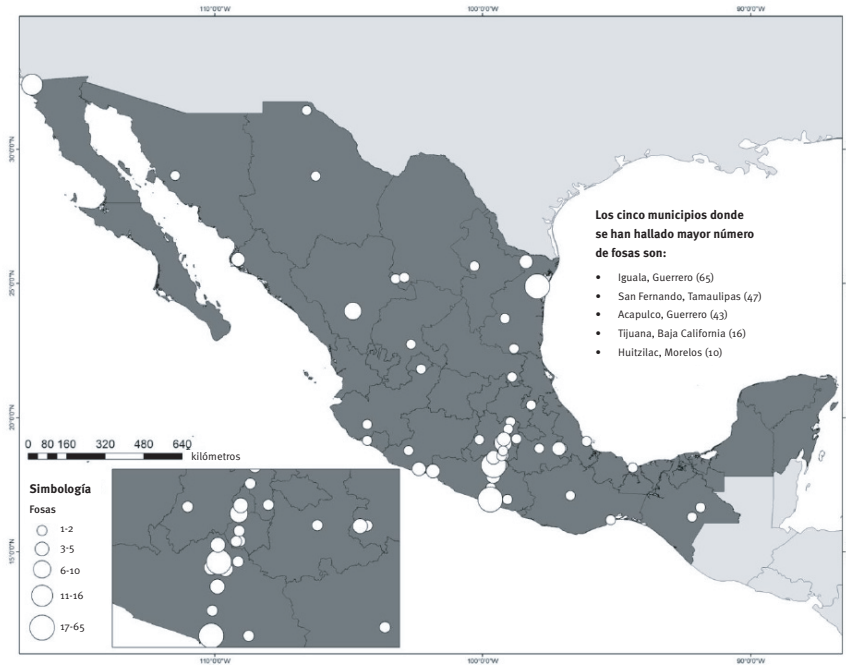 110°0'0"W
100°0'0"W
90°0'0"W
30°0'0"N
25°0'0"N
20°0'0"N
15°0'0"N
Los cinco municipios donde
se han hallado mayor número
de fosas son:
• Iguala, Guerrero (65)
• San Fernando, Tamaulipas (47)
• Acapulco, Guerrero (43)
• Tijuana, Baja California (16)
• Huitzilac, Morelos (10)
0 80 160 320 480 640
kilómetros
Simbología
Fosas
1-2
3-5
6-10
11-16
17-65
110°0'0"W
100°0'0"W
90°0'0"W